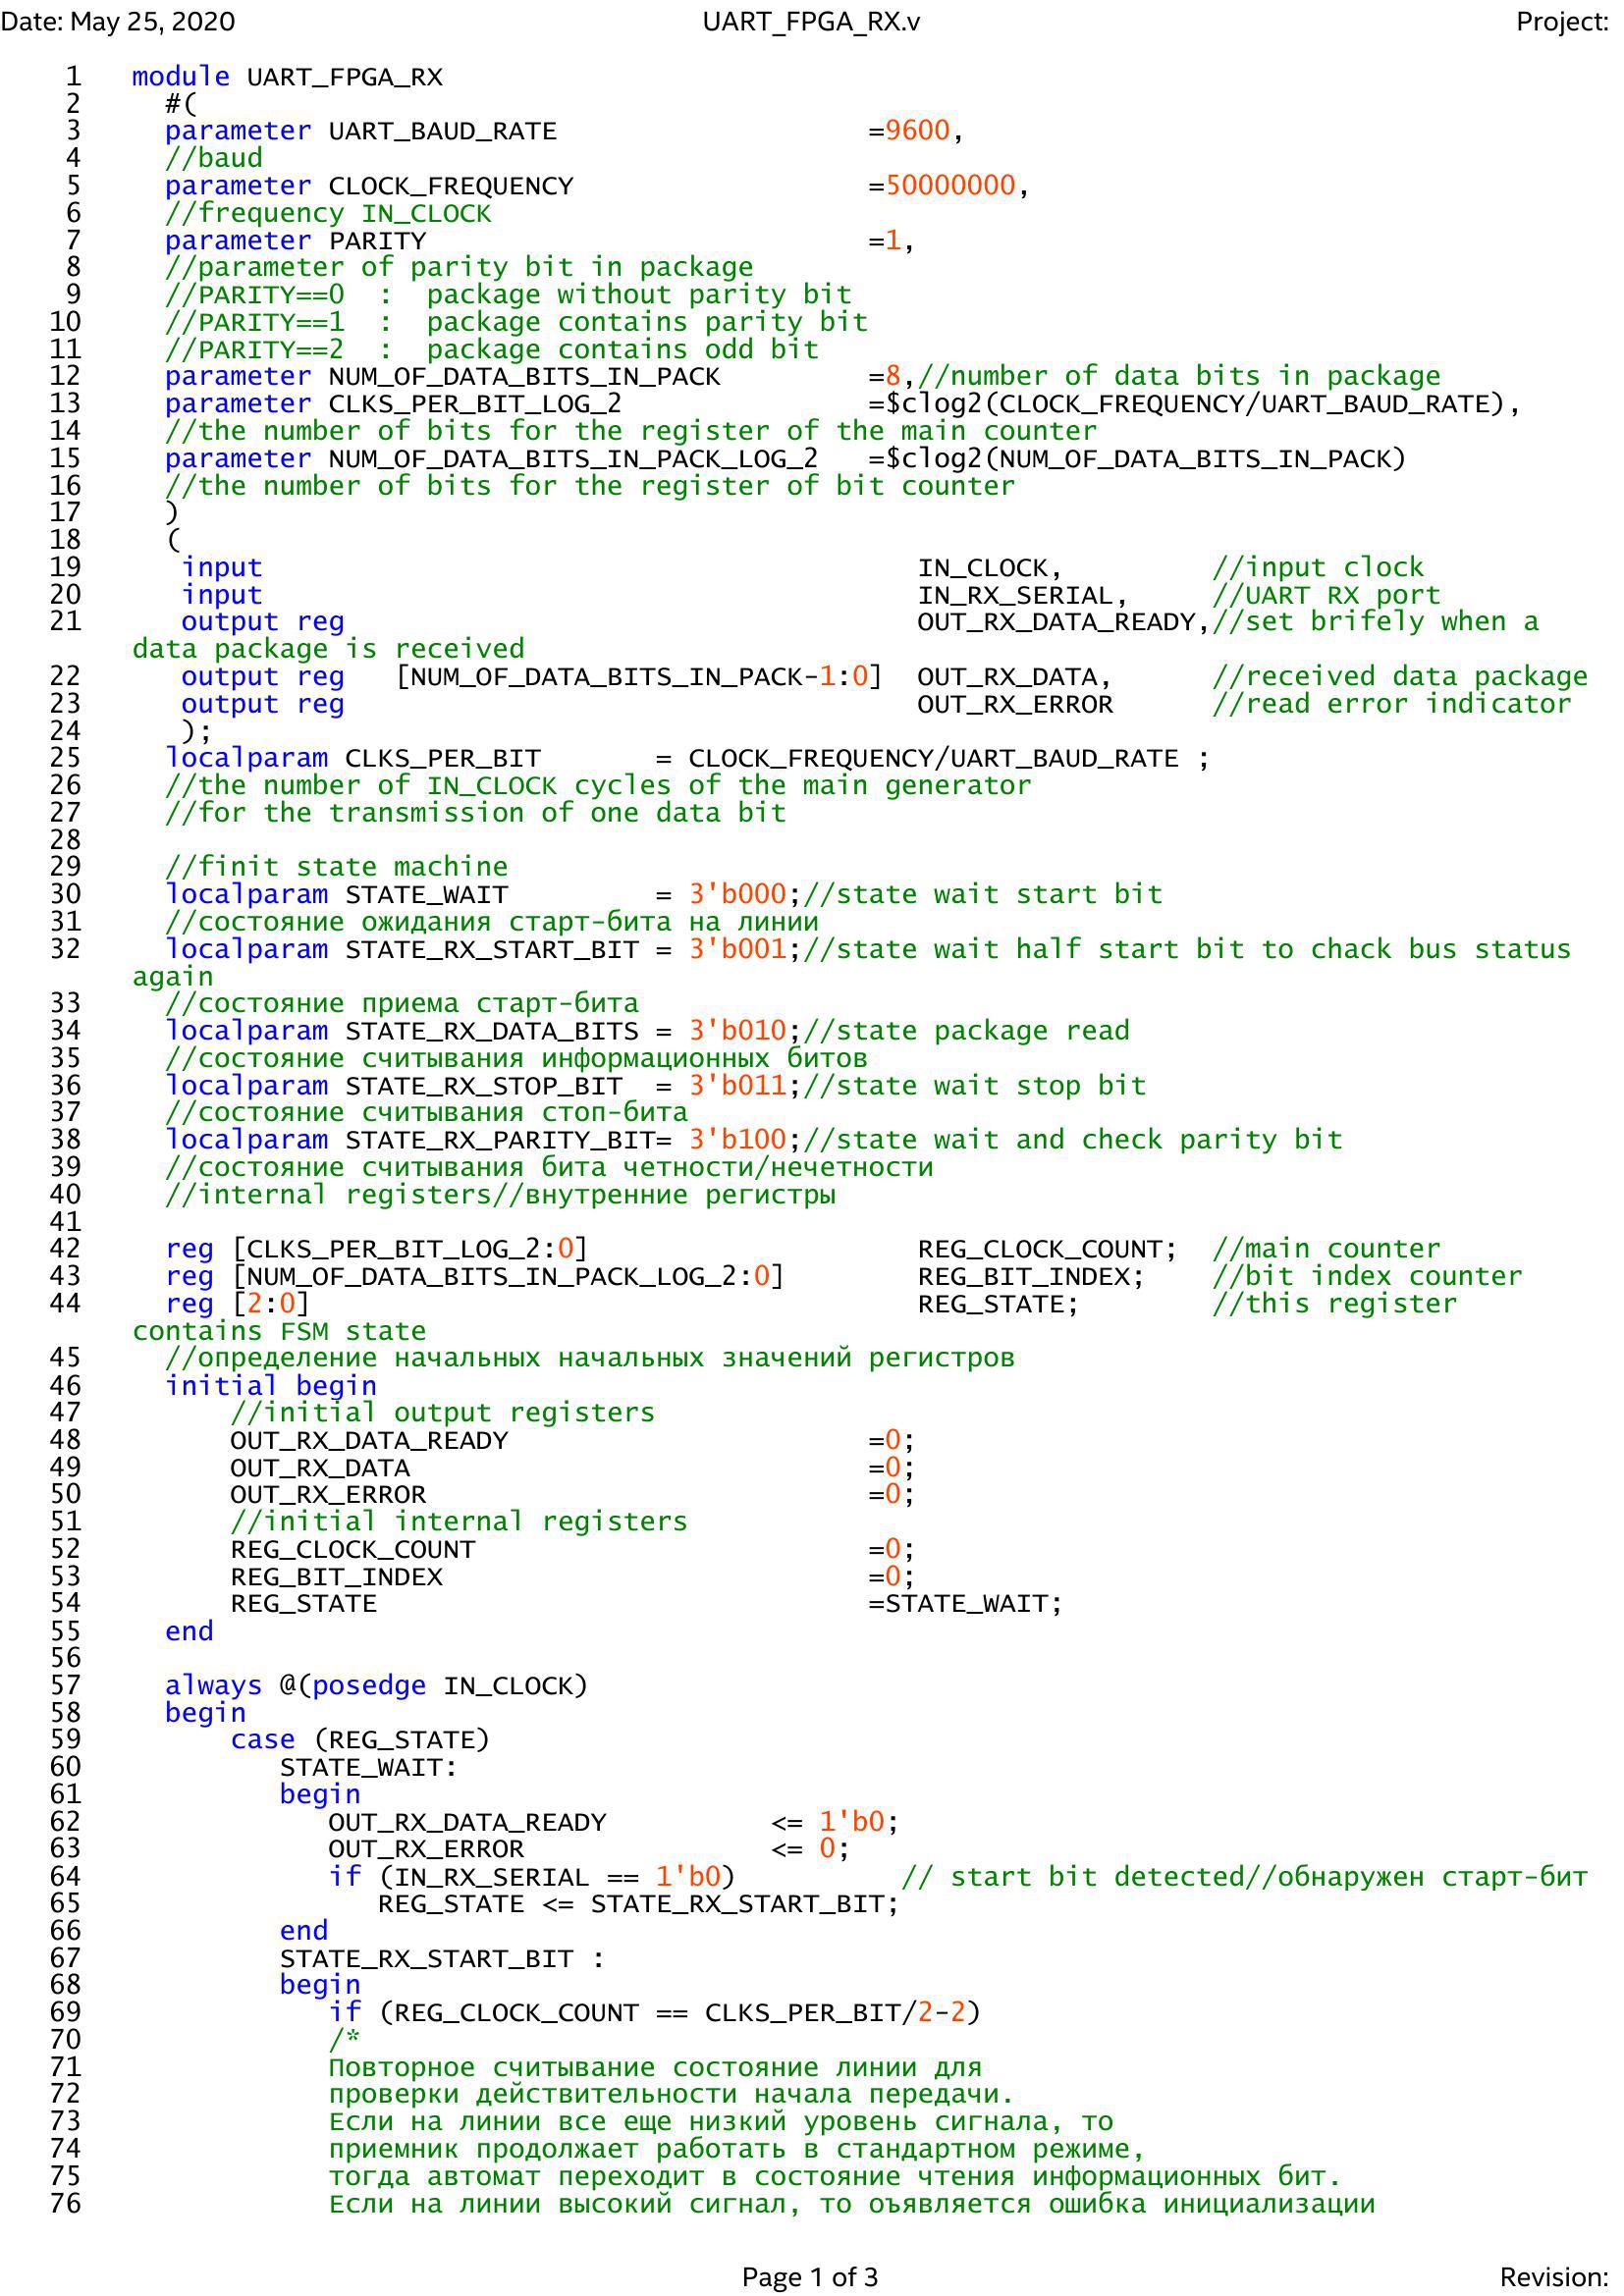 Date: May 25, 2020 UART_FPGA_RX.v Project:
1 module UART_FPGA_RX
2 #(
3 parameter UART_BAUD_RATE =9600,
4 //baud
5 parameter CLOCK_FREQUENCY =50000000,
6 //frequency IN_CLOCK
7 parameter PARITY =1,
8 //parameter of parity bit in package
9 //PARITY==0 : package without parity bit
10 //PARITY==1 : package contains parity bit
11 //PARITY==2 : package contains odd bit
12 parameter NUM_OF_DATA_BITS_IN_PACK =8,//number of data bits in package
13 parameter CLKS_PER_BIT_LOG_2 =$clog2(CLOCK_FREQUENCY/UART_BAUD_RATE),
14 //the number of bits for the register of the main counter
15 parameter NUM_OF_DATA_BITS_IN_PACK_LOG_2 =$clog2(NUM_OF_DATA_BITS_IN_PACK)
16 //the number of bits for the register of bit counter
17 )
18 (
19 input IN_CLOCK, //input clock
20 input IN_RX_SERIAL, //UART RX port
21 output reg OUT_RX_DATA_READY,//set brifely when a
data package is received
22 output reg [NUM_OF_DATA_BITS_IN_PACK-1:0] OUT_RX_DATA, //received data package
23 output reg OUT_RX_ERROR //read error indicator
24 );
25 localparam CLKS_PER_BIT = CLOCK_FREQUENCY/UART_BAUD_RATE ;
26 //the number of IN_CLOCK cycles of the main generator
27 //for the transmission of one data bit
28
29 //finit state machine
30 localparam STATE_WAIT = 3'b000;//state wait start bit
31 //состояние ожидания старт-бита на линии
32 localparam STATE_RX_START_BIT = 3'b001;//state wait half start bit to chack bus status
again
33 //состояние приема старт-бита
34 localparam STATE_RX_DATA_BITS = 3'b010;//state package read
35 //состояние считывания информационных битов
36 localparam STATE_RX_STOP_BIT = 3'b011;//state wait stop bit
37 //состояние считывания стоп-бита
38 localparam STATE_RX_PARITY_BIT= 3'b100;//state wait and check parity bit
39 //состояние считывания бита четности/нечетности
40 //internal registers//внутренние регистры
41
42 reg [CLKS_PER_BIT_LOG_2:0] REG_CLOCK_COUNT; //main counter
43 reg [NUM_OF_DATA_BITS_IN_PACK_LOG_2:0] REG_BIT_INDEX; //bit index counter
44 reg [2:0] REG_STATE; //this register
contains FSM state
45 //определение начальных начальных значений регистров
46 initial begin
47 //initial output registers
48 OUT_RX_DATA_READY =0;
49 OUT_RX_DATA =0;
50 OUT_RX_ERROR =0;
51 //initial internal registers
52 REG_CLOCK_COUNT =0;
53 REG_BIT_INDEX =0;
54 REG_STATE =STATE_WAIT;
55 end
56
57 always @(posedge IN_CLOCK)
58 begin
59 case (REG_STATE)
60 STATE_WAIT:
61 begin
62 OUT_RX_DATA_READY <= 1'b0;
63 OUT_RX_ERROR <= 0;
64 if (IN_RX_SERIAL == 1'b0) // start bit detected//обнаружен старт-бит
65 REG_STATE <= STATE_RX_START_BIT;
66 end
67 STATE_RX_START_BIT :
68 begin
69 if (REG_CLOCK_COUNT == CLKS_PER_BIT/2-2)
70 /*
71 Повторное считывание состояние линии для
72 проверки действительности начала передачи.
73 Если на линии все еще низкий уровень сигнала, то
74 приемник продолжает работать в стандартном режиме,
75 тогда автомат переходит в состояние чтения информационных бит.
76 Если на линии высокий сигнал, то оъявляется ошибка инициализации
Page 1 of 3 Revision: